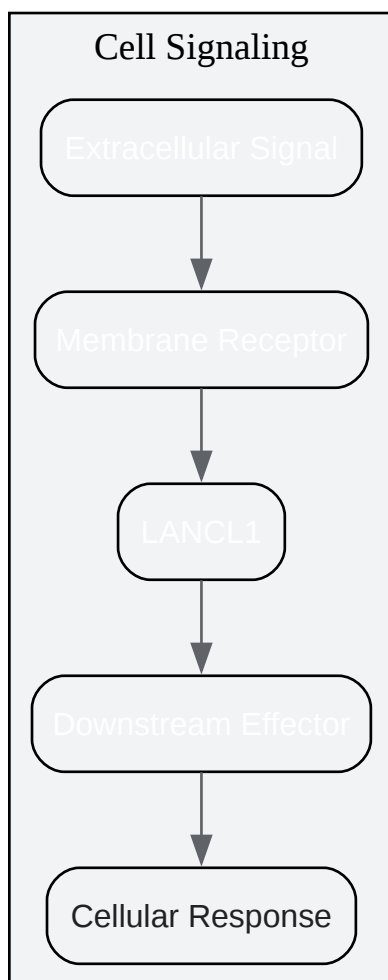 Cell Signaling
Extracellular Signal
Membrane Receptor
LANCL1
Downstream Effector
Cellular Response